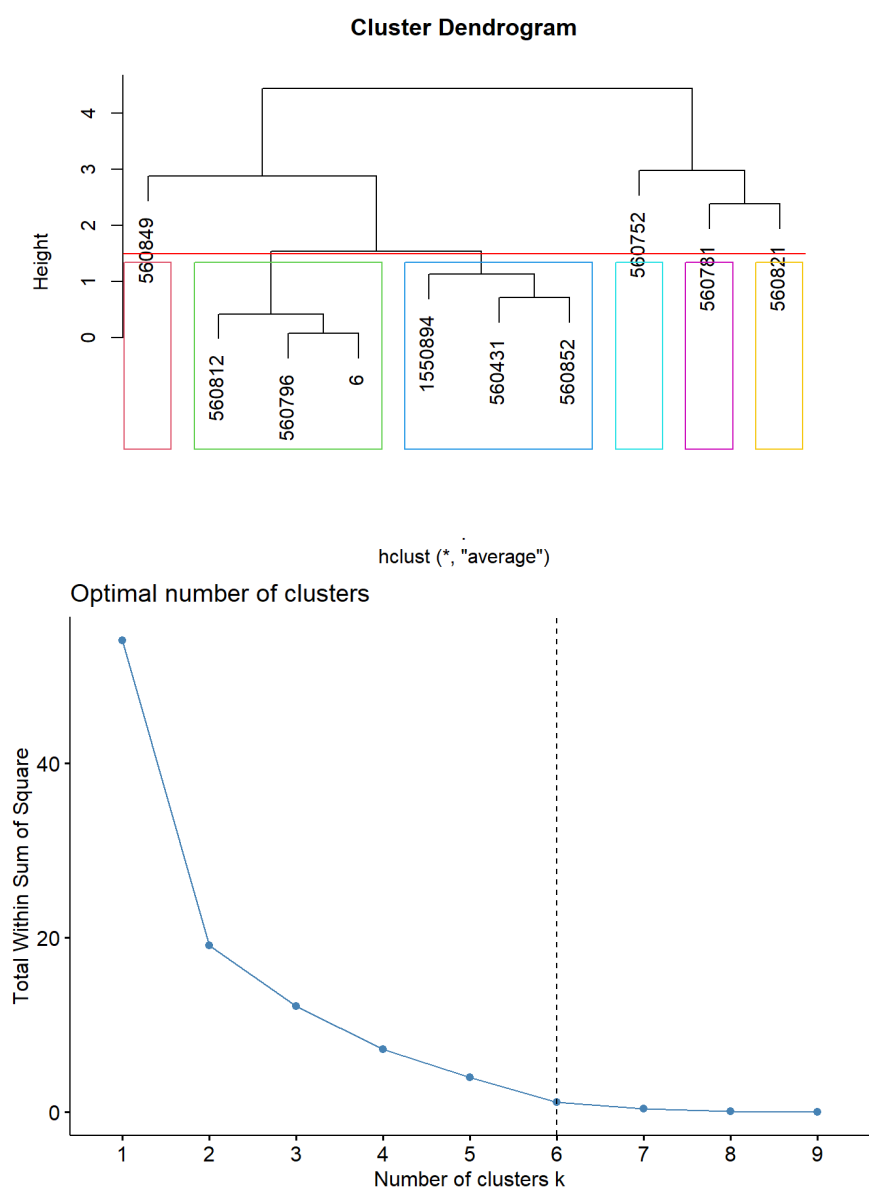 Cluster Dendrogram
Height
4
3
2
1
0
560849
560812
560796
6
1550894
560431
560852
560752
560781
560821
.
hclust (*, "average")
Optimal number of clusters
Total Within Sum of Square
40
20
0
1 2 3 4 5 6 7 8 9
Number of clusters k